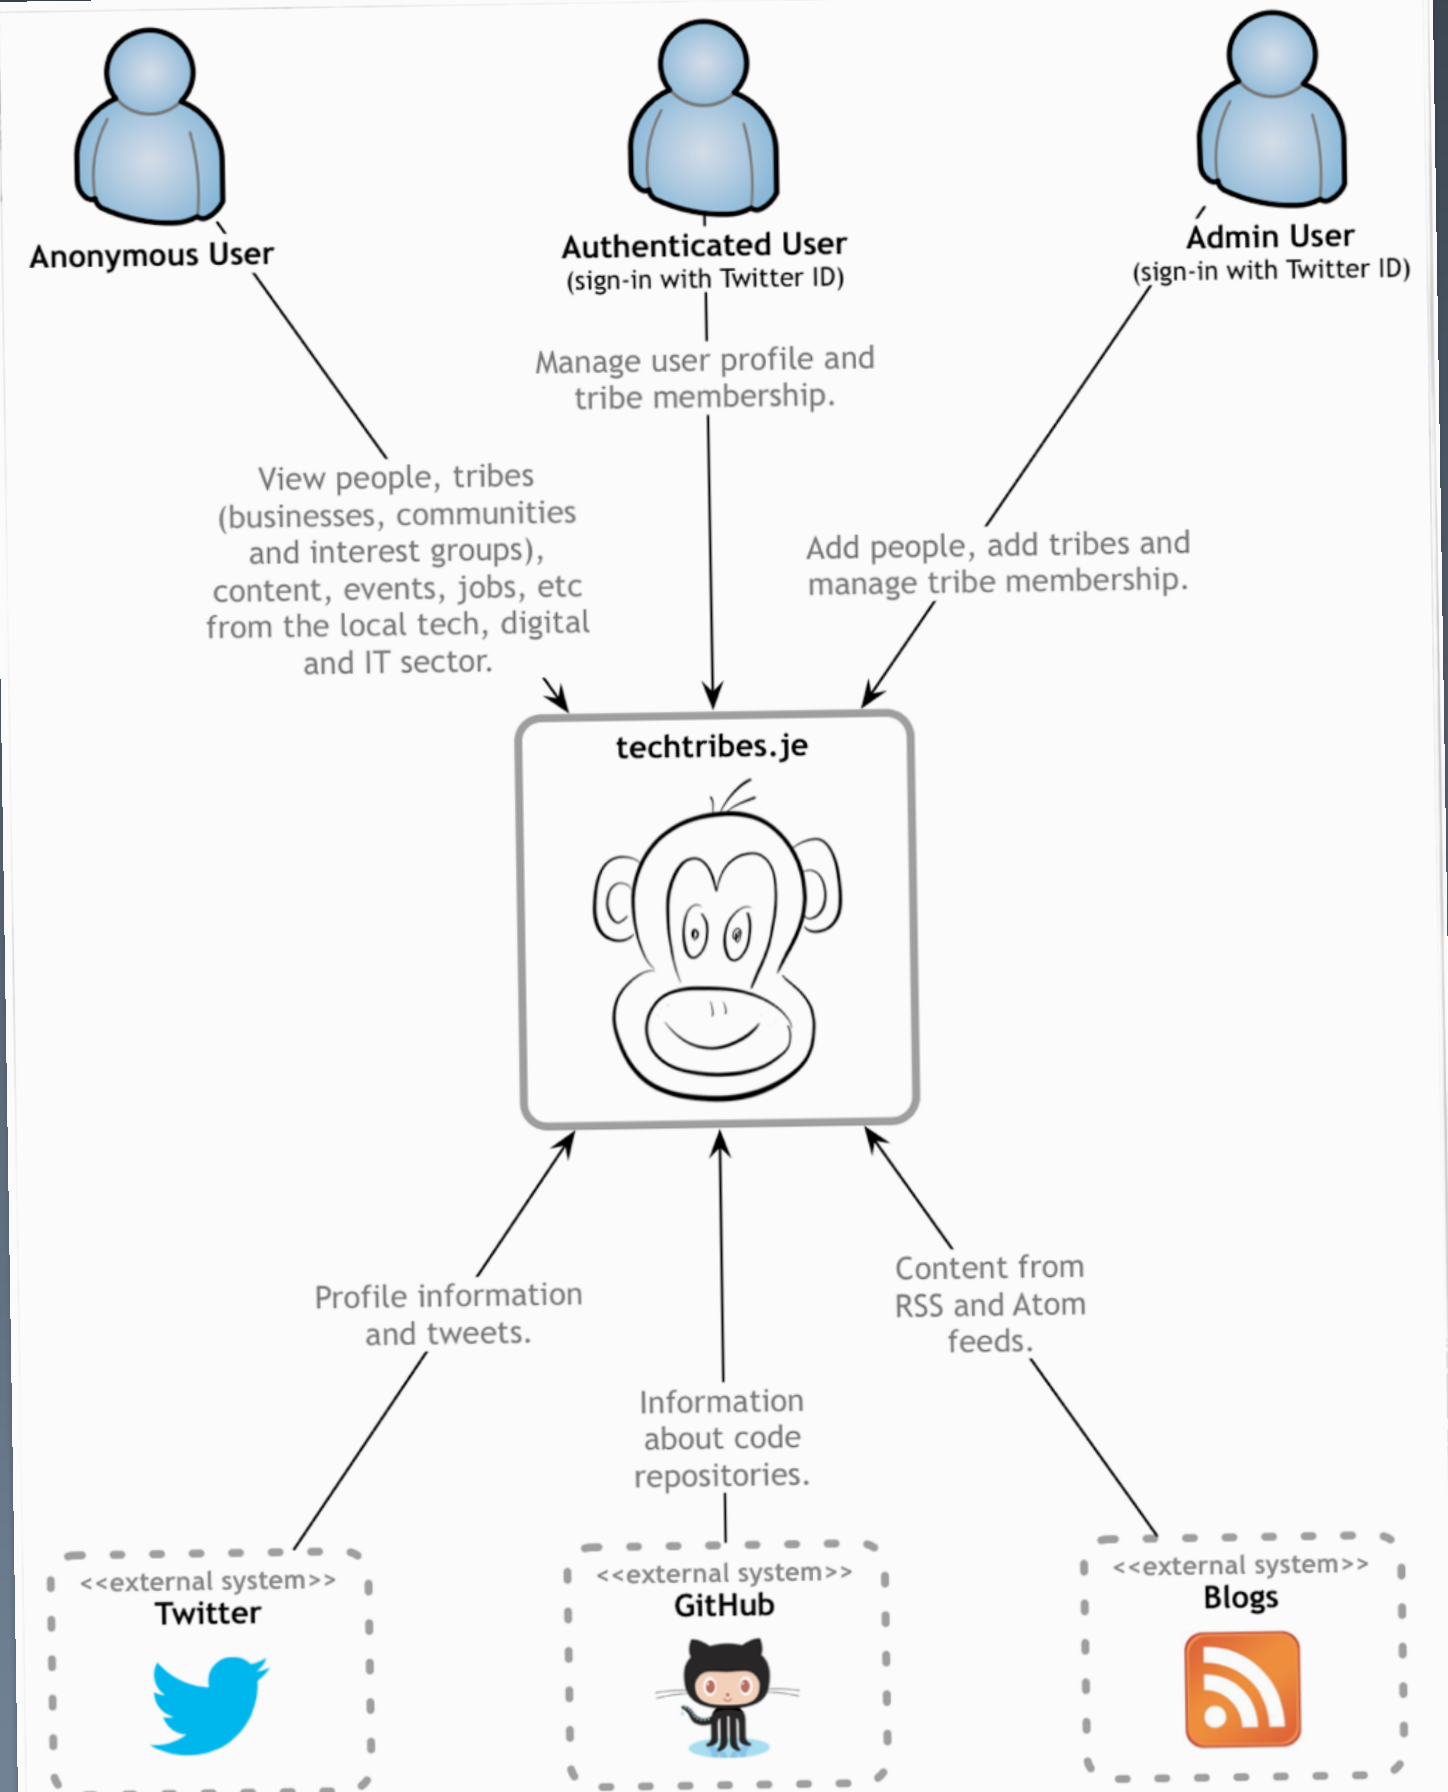 Anonymous User
Authenticated User
(sign-in with Twitter ID)
Admin User
(sign-in with Twitter ID)
Manage user profile and
tribe membership.
View people, tribes
(businesses, communities
and interest groups),
content, events, jobs, etc
from the local tech, digital
and IT sector.
Add people, add tribes and
manage tribe membership.
techtribes.je
Profile information
and tweets.
Information
about code
repositories.
Content from
RSS and Atom
feeds.
<<external system>>
Twitter
<<external system>>
GitHub
<<external system>>
Blogs